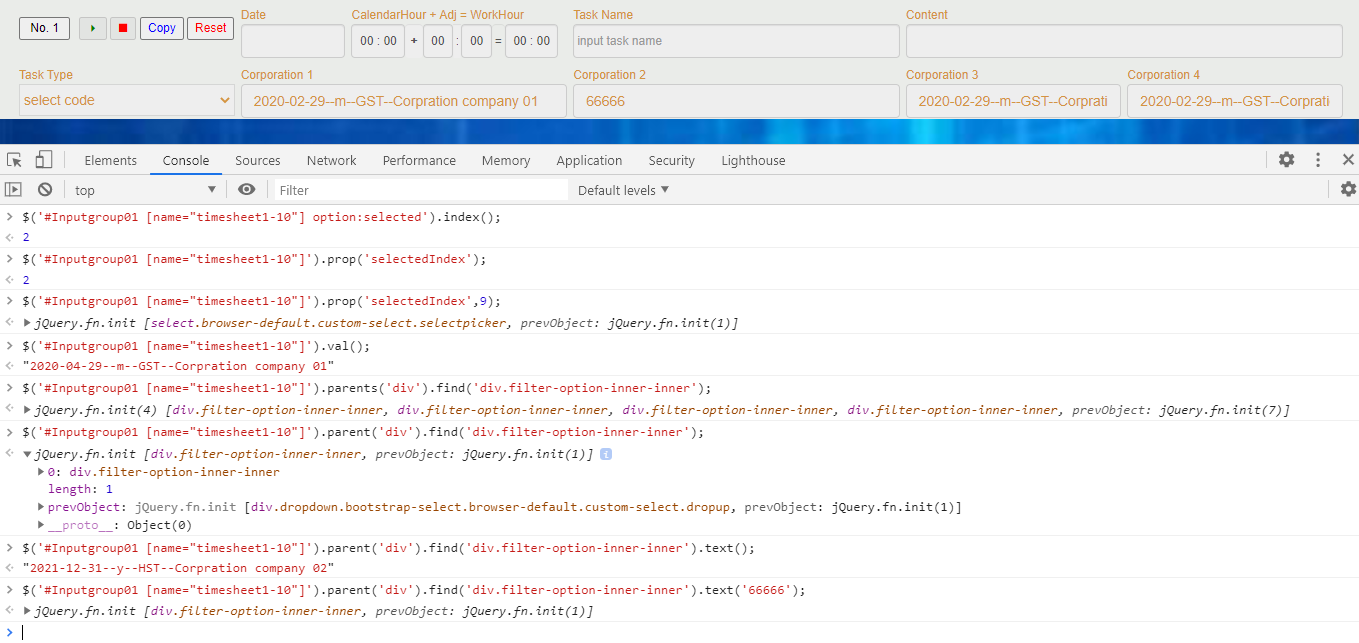 No. 1 Copy Reset Date CalendarHour + Adj = WorkHour Task Name Content
00 : 00 + 00 : 00 = 00 : 00 input task name
Task Type Corporation 1 Corporation 2 Corporation 3 Corporation 4
select code 2020-02-29--m--GST--Corpration company 01 66666 2020-02-29--m--GST--Corprati 2020-02-29--m--GST--Corprati
Elements Console Sources Network Performance Memory Application Security Lighthouse
top Filter Default levels
> $('#Inputgroup01 [name="timesheet1-10"] option:selected').index();
2
> $('#Inputgroup01 [name="timesheet1-10"]').prop('selectedIndex');
2
> $('#Inputgroup01 [name="timesheet1-10"]').prop('selectedIndex',9);
jQuery.fn.init [select.browser-default.custom-select.selectpicker, prevObject: jQuery.fn.init(1)]
> $('#Inputgroup01 [name="timesheet1-10"]').val();
"2020-04-29--m--GST--Corpration company 01"
> $('#Inputgroup01 [name="timesheet1-10"]').parents('div').find('div.filter-option-inner-inner');
jQuery.fn.init(4) [div.filter-option-inner-inner, div.filter-option-inner-inner, div.filter-option-inner-inner, div.filter-option-inner-inner, prevObject: jQuery.fn.init(7)]
> $('#Inputgroup01 [name="timesheet1-10"]').parent('div').find('div.filter-option-inner-inner');
jQuery.fn.init [div.filter-option-inner-inner, prevObject: jQuery.fn.init(1)] i
0: div.filter-option-inner-inner
length: 1
prevObject: jQuery.fn.init [div.dropdown.bootstrap-select.browser-default.custom-select.dropup, prevObject: jQuery.fn.init(1)]
__proto__: Object(0)
> $('#Inputgroup01 [name="timesheet1-10"]').parent('div').find('div.filter-option-inner-inner').text();
"2021-12-31--y--HST--Corpration company 02"
> $('#Inputgroup01 [name="timesheet1-10"]').parent('div').find('div.filter-option-inner-inner').text('66666');
jQuery.fn.init [div.filter-option-inner-inner, prevObject: jQuery.fn.init(1)]
>